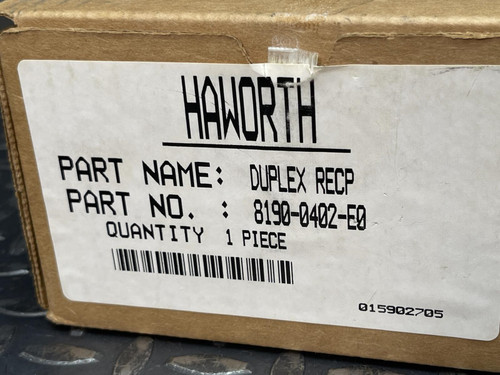 HAWORTH
PART NAME: DUPLEX RECP
PART NO. : 8190-0402-E0
QUANTITY 1 PIECE
015902705